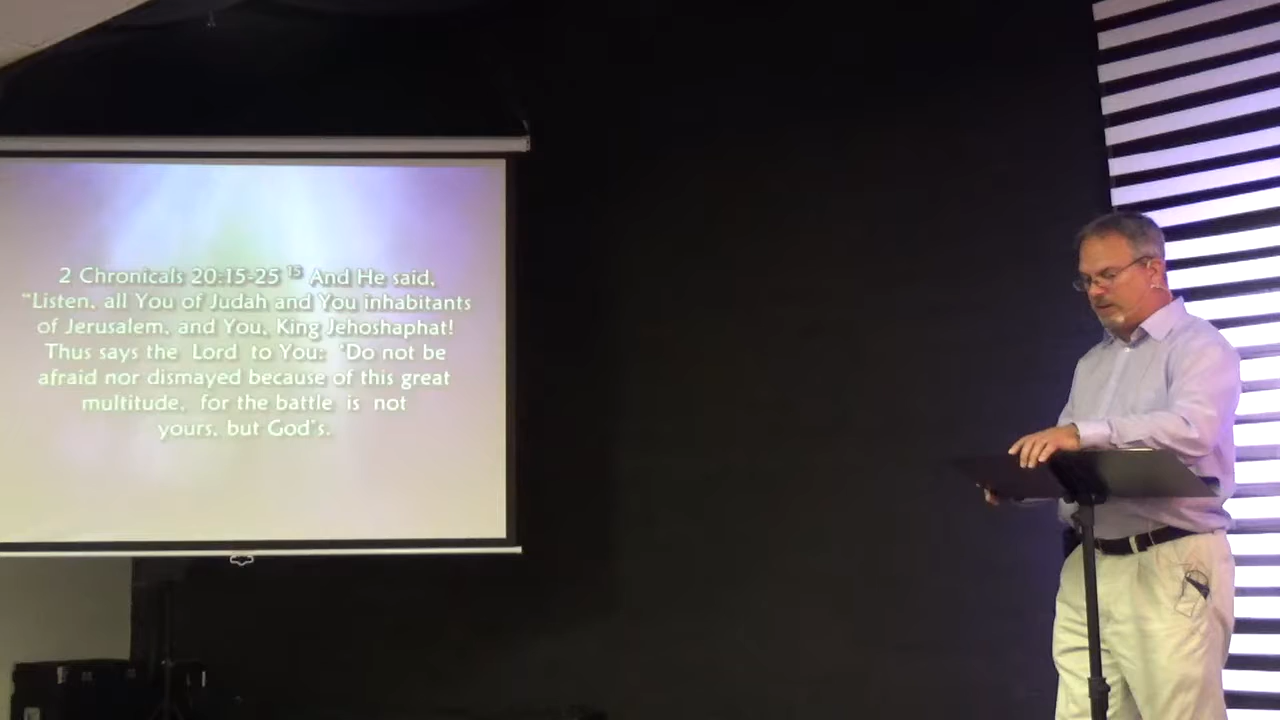 2 Chronicals 20:15-25 15 And He said,
"Listen, all You of Judah and You inhabitants
of Jerusalem, and You, King Jehoshaphat!
Thus says the Lord to You: 'Do not be
afraid nor dismayed because of this great
multitude, for the battle is not
yours, but God's.